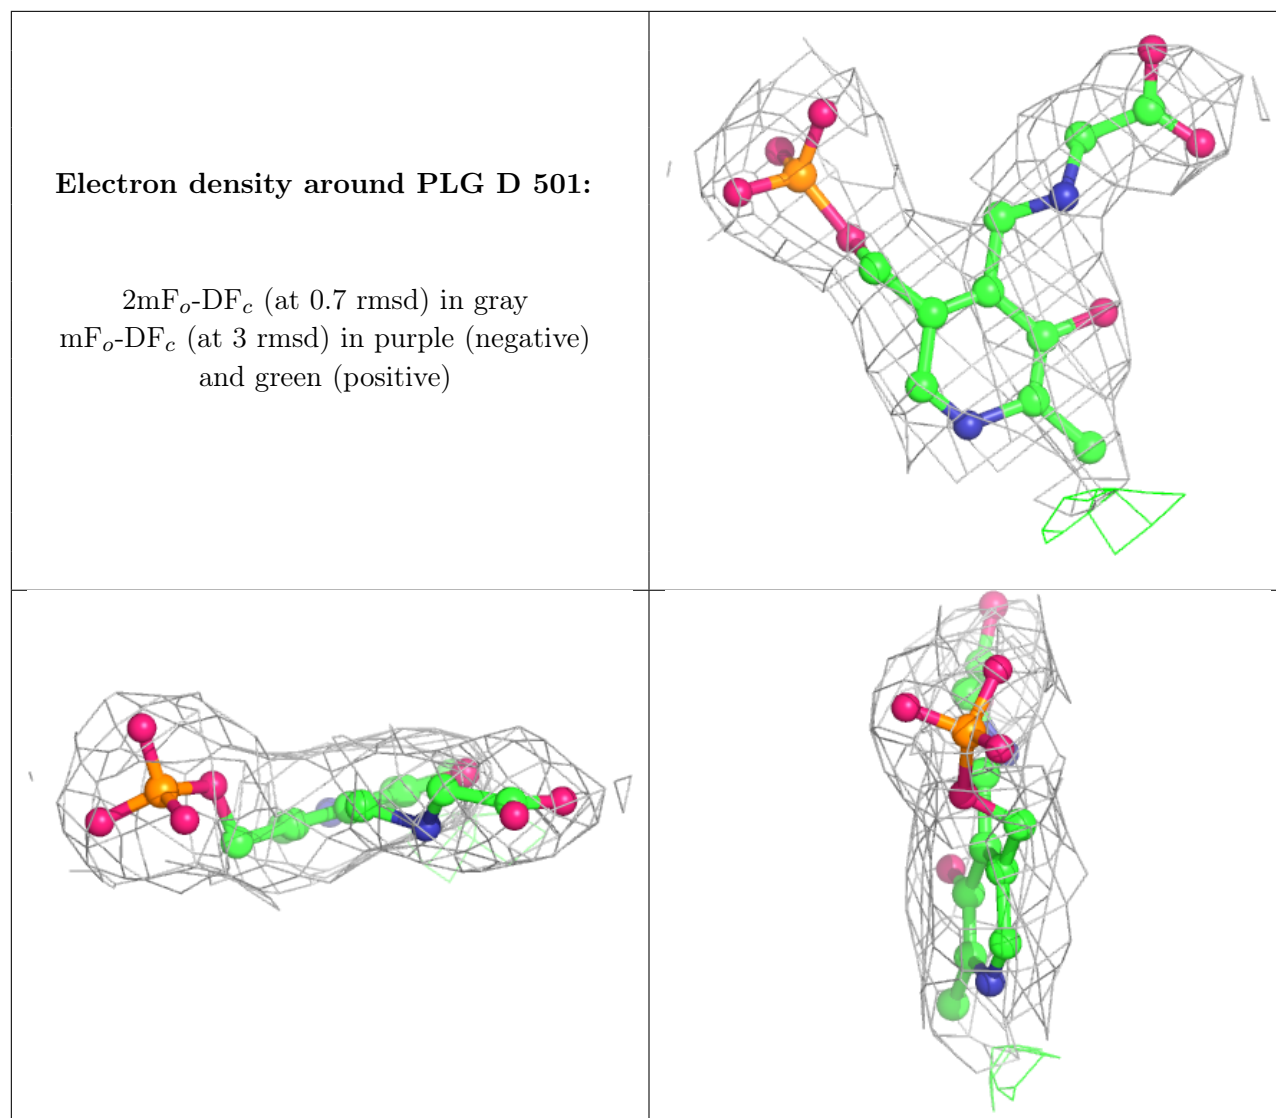 Electron density around PLG D 501:
2mFo-DFc (at 0.7 rmsd) in gray
mFo-DFc (at 3 rmsd) in purple (negative)
and green (positive)